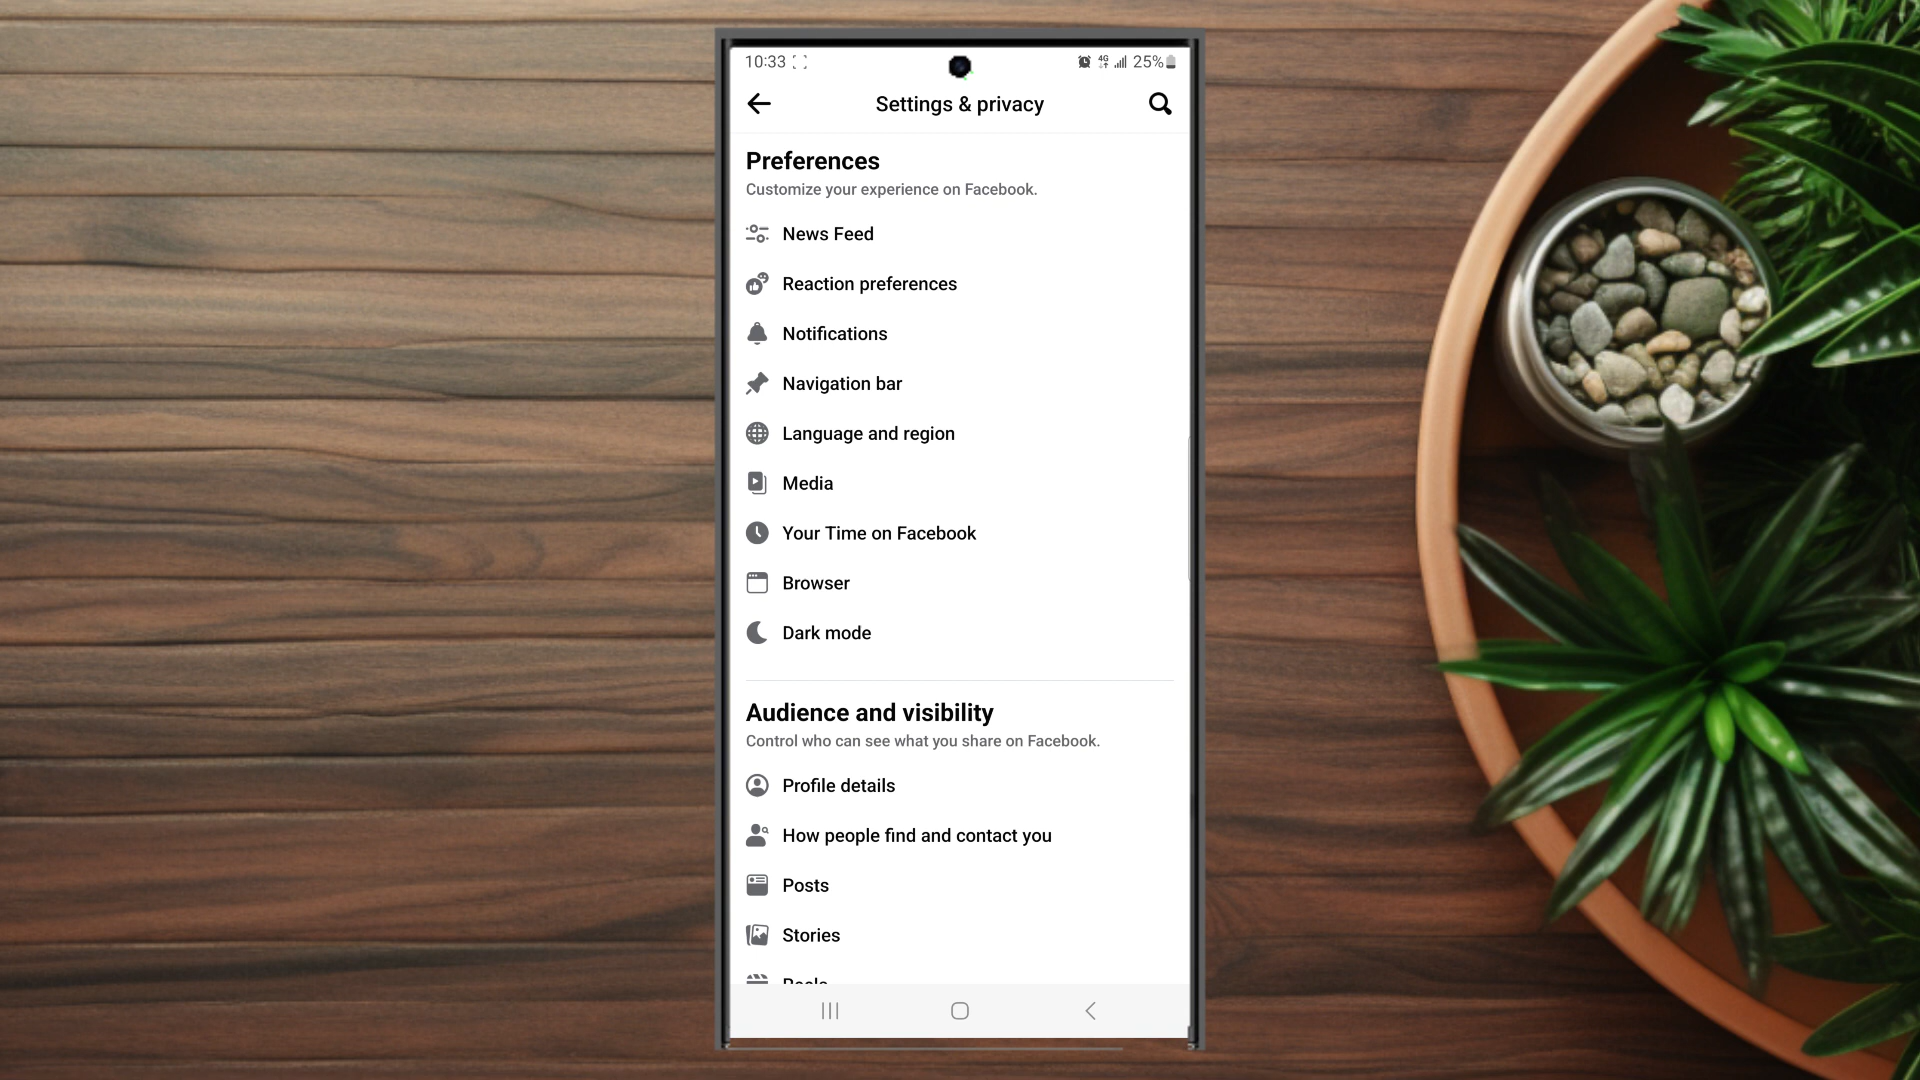 10:33 4G 25%
Settings & privacy
Preferences
Customize your experience on Facebook.
News Feed
Reaction preferences
Notifications
Navigation bar
Language and region
Media
Your Time on Facebook
Browser
Dark mode
Audience and visibility
Control who can see what you share on Facebook.
Profile details
How people find and contact you
Posts
Stories